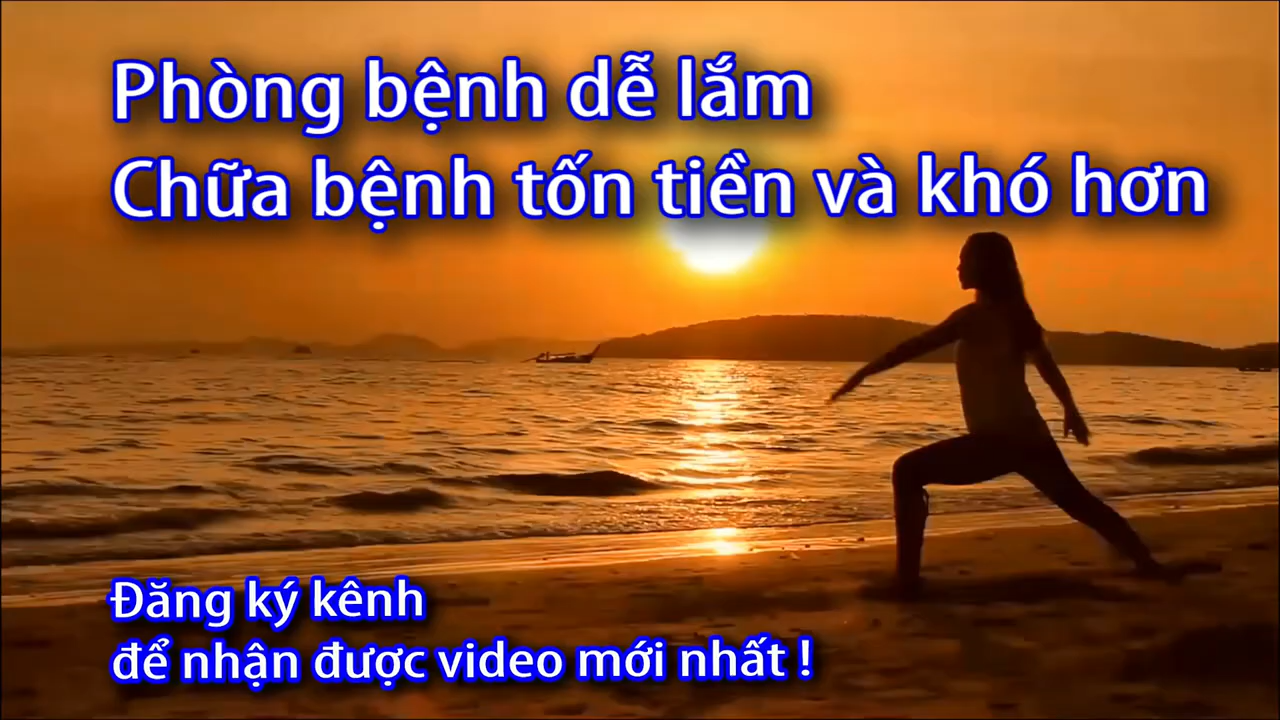 Phòng bệnh dễ lắm
Chữa bệnh tốn tiền và khó hơn
Đăng ký kênh
để nhận được video mới nhất !